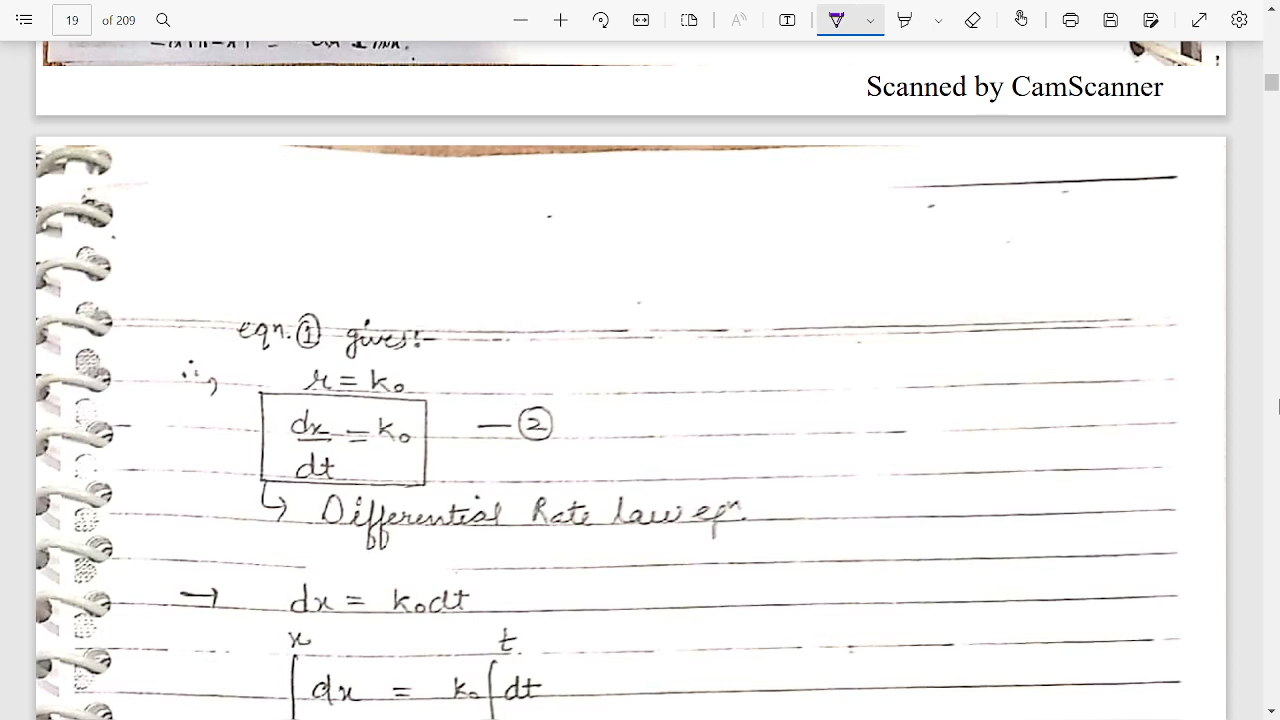 19 of 209
Scanned by CamScanner
eqn. ① gives:-
∴, r = k₀
dx/dt = k₀ — ②
↳ Differential Rate law eqn.
→ dx = k₀dt
x t
∫ dx = k₀ ∫ dt